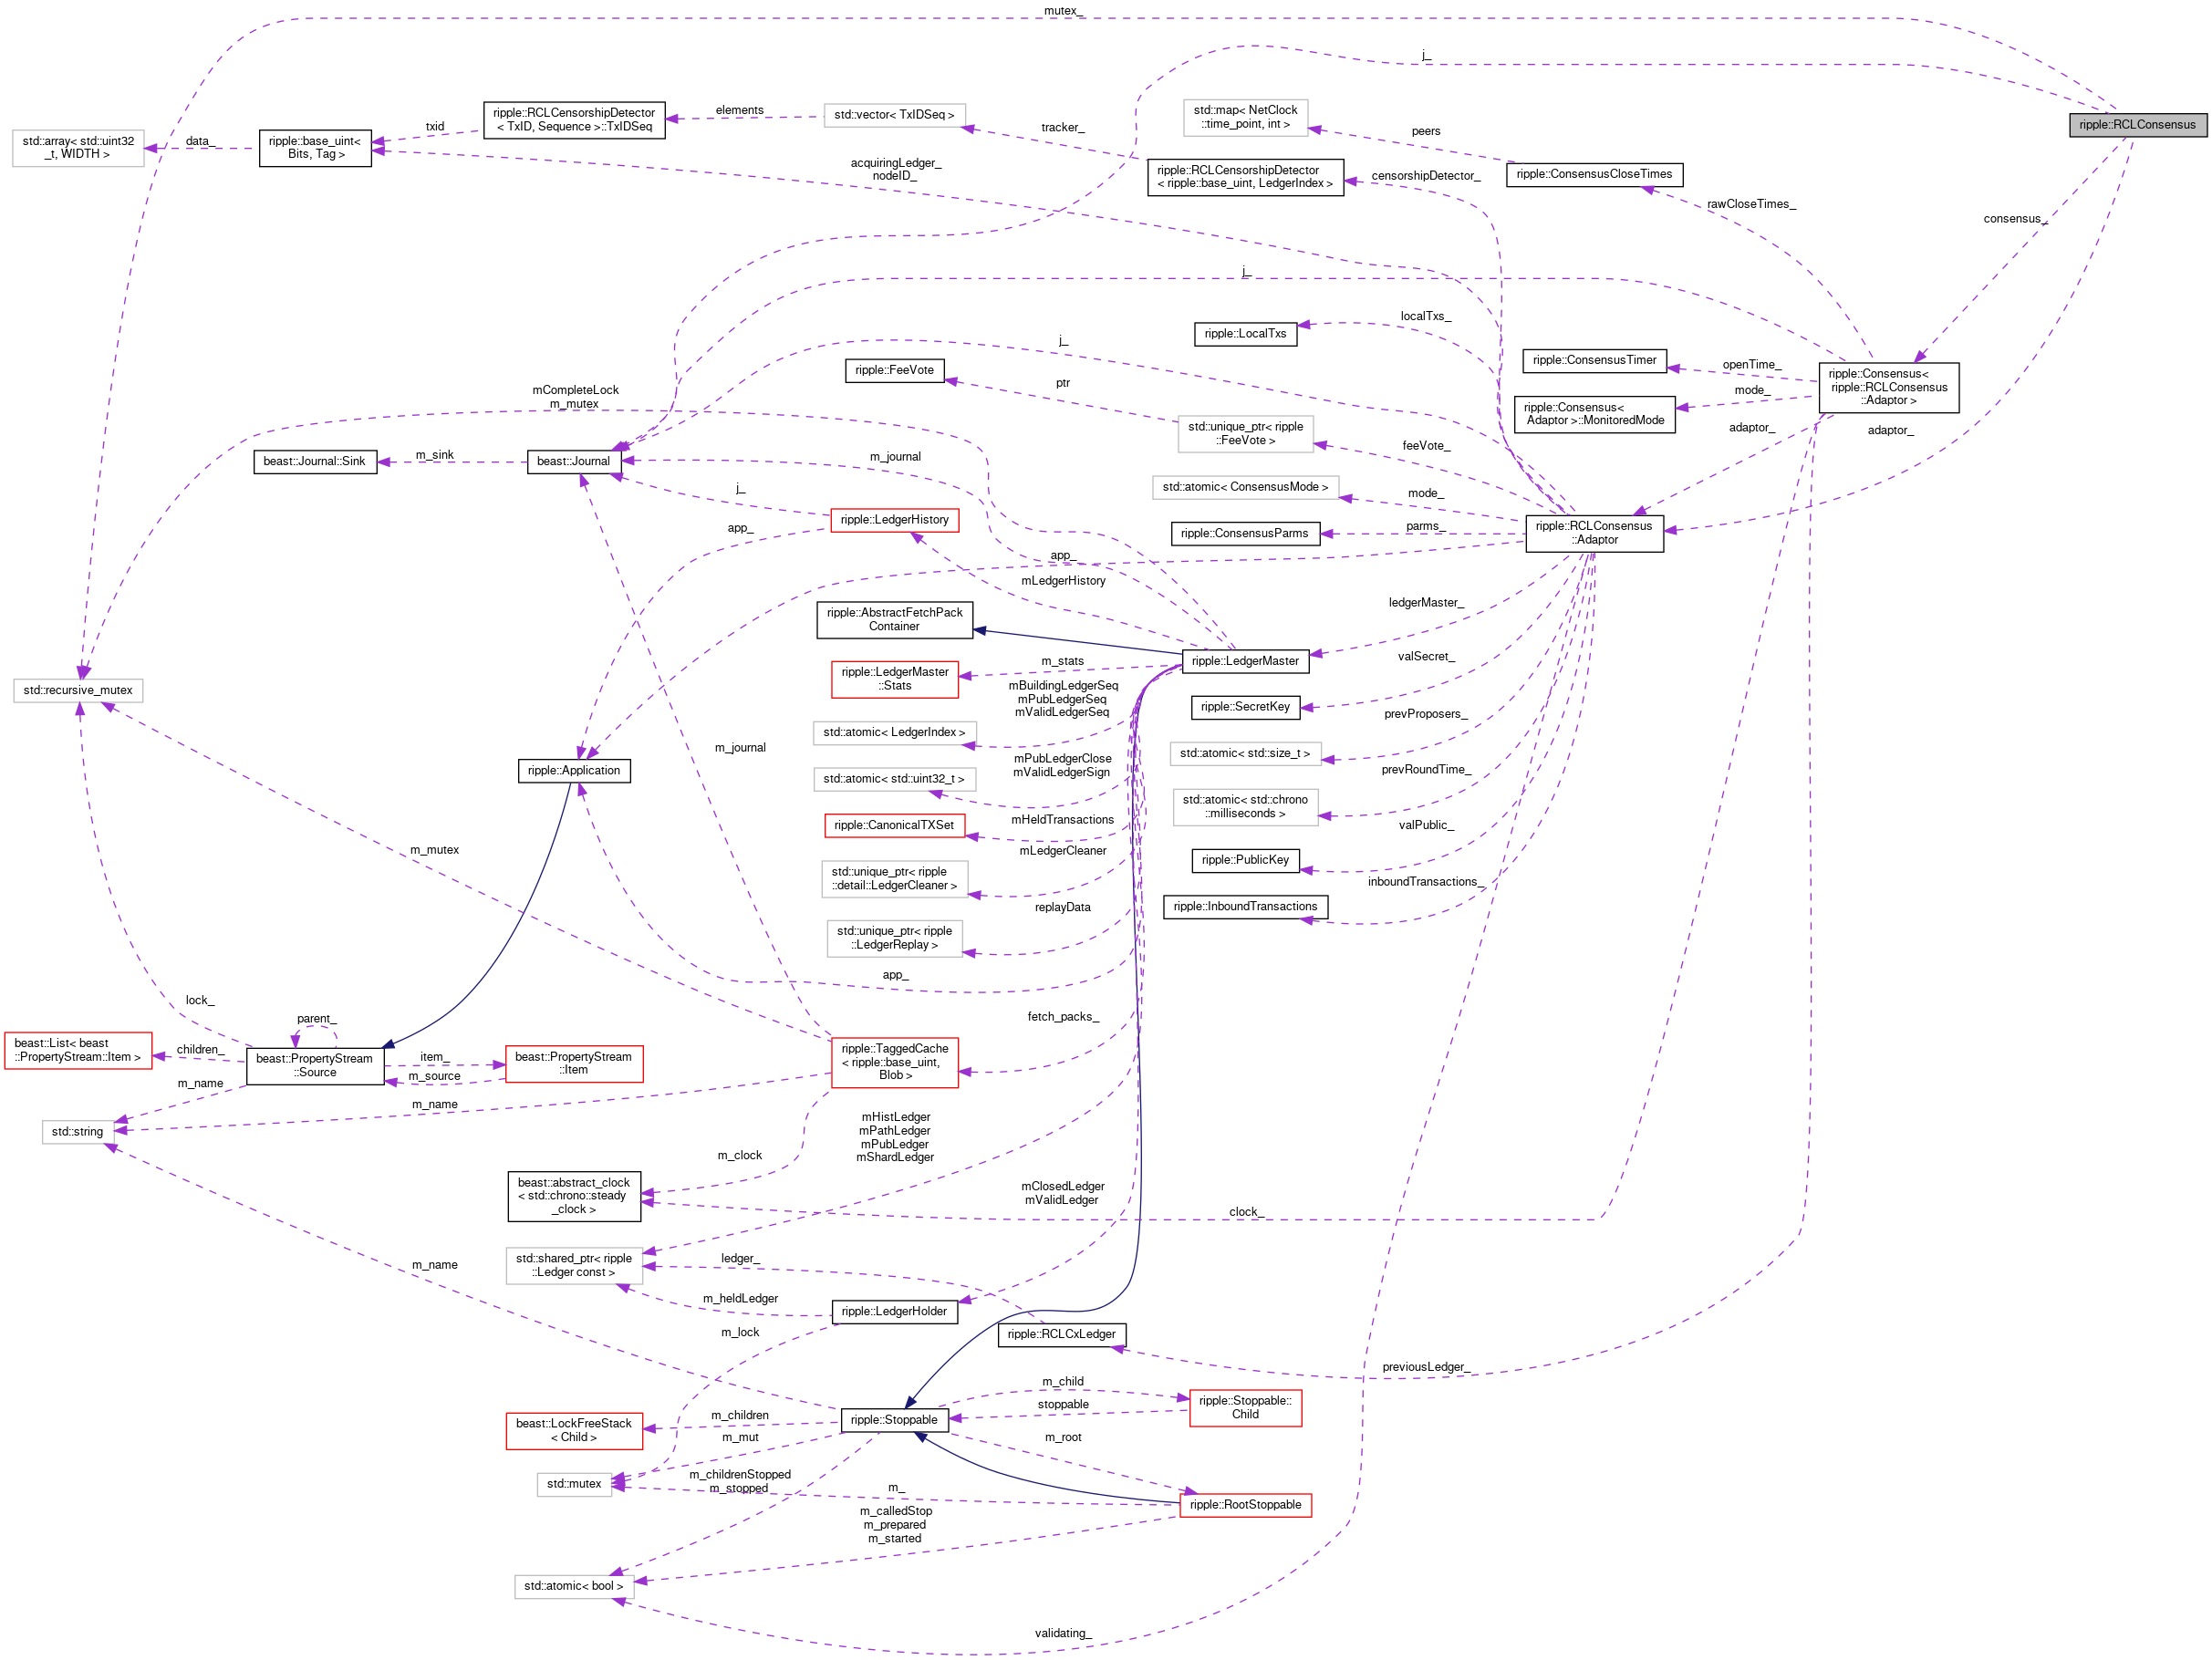 mutex_
j_
ripple::RCLConsensus
std::array< std::uint32
_t, WIDTH >
data_
ripple::base_uint<
Bits, Tag >
txid
ripple::RCLCensorshipDetector
< TxID, Sequence >::TxIDSeq
elements
std::vector< TxIDSeq >
tracker_
std::map< NetClock
::time_point, int >
peers
acquiringLedger_
nodeID_
ripple::RCLCensorshipDetector
< ripple::base_uint, LedgerIndex >
censorshipDetector_
ripple::ConsensusCloseTimes
rawCloseTimes_
consensus_
j_
localTxs_
ripple::LocalTxs
j_
ripple::FeeVote
ptr
ripple::ConsensusTimer
openTime_
ripple::Consensus<
ripple::RCLConsensus
::Adaptor >
mode_
ripple::Consensus<
Adaptor >::MonitoredMode
mCompleteLock
m_mutex
std::unique_ptr< ripple
::FeeVote >
feeVote_
adaptor_
adaptor_
beast::Journal::Sink
m_sink
beast::Journal
m_journal
j_
std::atomic< ConsensusMode >
mode_
ripple::LedgerHistory
app_
ripple::ConsensusParms
parms_
ripple::RCLConsensus
::Adaptor
app_
mLedgerHistory
ledgerMaster_
ripple::AbstractFetchPack
Container
ripple::LedgerMaster
valSecret_
ripple::LedgerMaster
::Stats
m_stats
std::recursive_mutex
mBuildingLedgerSeq
mPubLedgerSeq
mValidLedgerSeq
ripple::SecretKey
prevProposers_
std::atomic< LedgerIndex >
m_journal
std::atomic< std::size_t >
ripple::Application
mPubLedgerClose
mValidLedgerSign
std::atomic< std::uint32_t >
prevRoundTime_
std::atomic< std::chrono
::milliseconds >
ripple::CanonicalTXSet
mHeldTransactions
valPublic_
m_mutex
mLedgerCleaner
ripple::PublicKey
std::unique_ptr< ripple
::detail::LedgerCleaner >
inboundTransactions_
replayData
ripple::InboundTransactions
std::unique_ptr< ripple
::LedgerReplay >
app_
lock_
parent_
fetch_packs_
beast::List< beast
::PropertyStream::Item >
children_
beast::PropertyStream
::Source
item_
m_source
beast::PropertyStream
::Item
ripple::TaggedCache
< ripple::base_uint,
Blob >
m_name
m_name
std::string
mHistLedger
mPathLedger
mPubLedger
mShardLedger
m_clock
beast::abstract_clock
< std::chrono::steady
_clock >
mClosedLedger
mValidLedger
clock_
m_name
std::shared_ptr< ripple
::Ledger const >
ledger_
m_heldLedger
ripple::LedgerHolder
m_lock
ripple::RCLCxLedger
previousLedger_
m_child
stoppable
ripple::Stoppable::
Child
beast::LockFreeStack
< Child >
m_children
ripple::Stoppable
m_mut
m_root
std::mutex
m_childrenStopped
m_stopped
m_
ripple::RootStoppable
m_calledStop
m_prepared
m_started
std::atomic< bool >
validating_